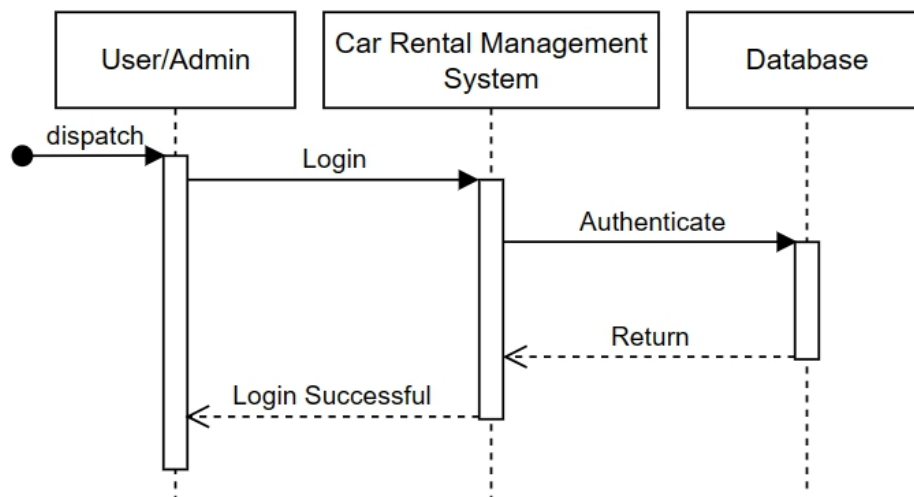 User/Admin
Car Rental Management
System
Database
dispatch
Login
Authenticate
Return
Login Successful